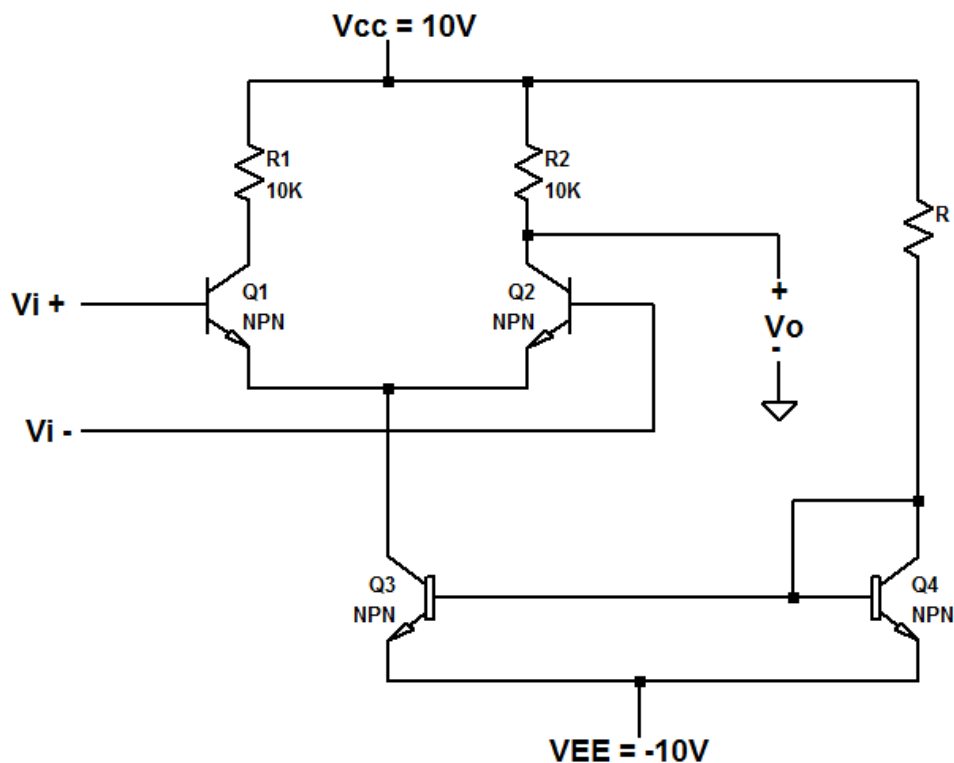 Vcc = 10V
R1
10K
R2
10K
R
Vi +
Q1
NPN
Q2
NPN
+
Vo
-
Vi -
Q3
NPN
Q4
NPN
VEE = -10V